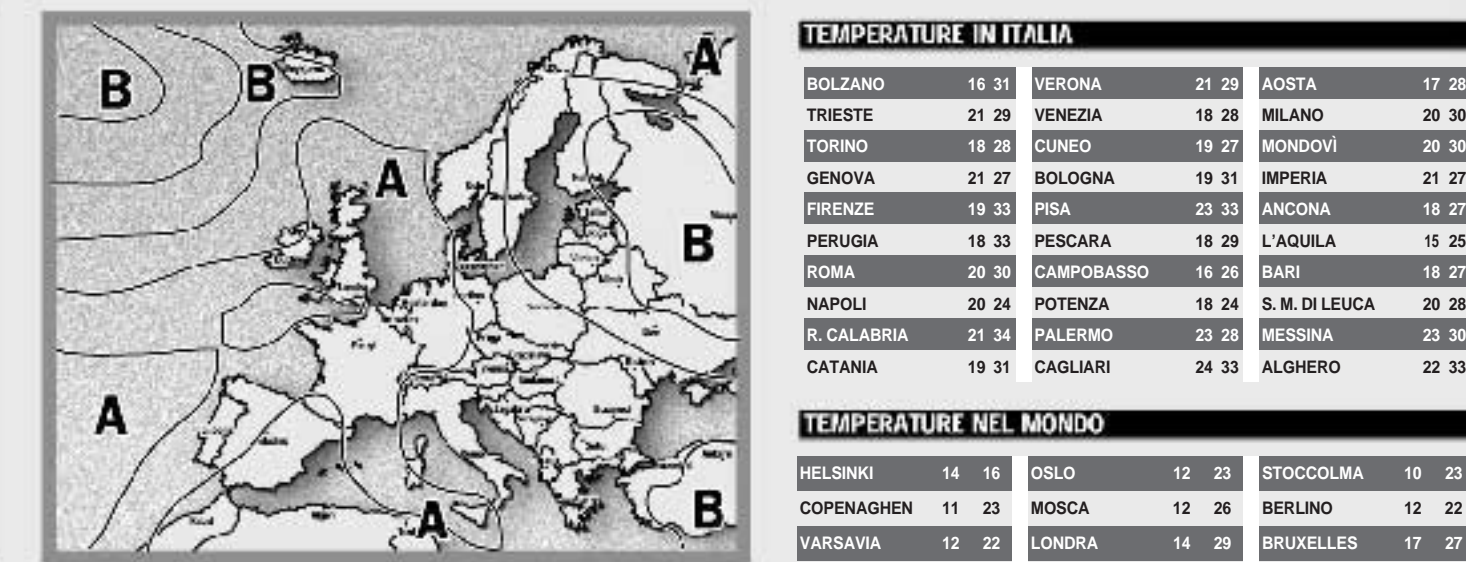 B
B
A
A
B
A
A
B
TEMPERATURE IN ITALIA
BOLZANO 16 31 VERONA 21 29 AOSTA 17 28
TRIESTE 21 29 VENEZIA 18 28 MILANO 20 30
TORINO 18 28 CUNEO 19 27 MONDOVÌ 20 30
GENOVA 21 27 BOLOGNA 19 31 IMPERIA 21 27
FIRENZE 19 33 PISA 23 33 ANCONA 18 27
PERUGIA 18 33 PESCARA 18 29 L'AQUILA 15 25
ROMA 20 30 CAMPOBASSO 16 26 BARI 18 27
NAPOLI 20 24 POTENZA 18 24 S. M. DI LEUCA 20 28
R. CALABRIA 21 34 PALERMO 23 28 MESSINA 23 30
CATANIA 19 31 CAGLIARI 24 33 ALGHERO 22 33
TEMPERATURE NEL MONDO
HELSINKI 14 16 OSLO 12 23 STOCCOLMA 10 23
COPENAGHEN 11 23 MOSCA 12 26 BERLINO 12 22
VARSAVIA 12 22 LONDRA 14 29 BRUXELLES 17 27